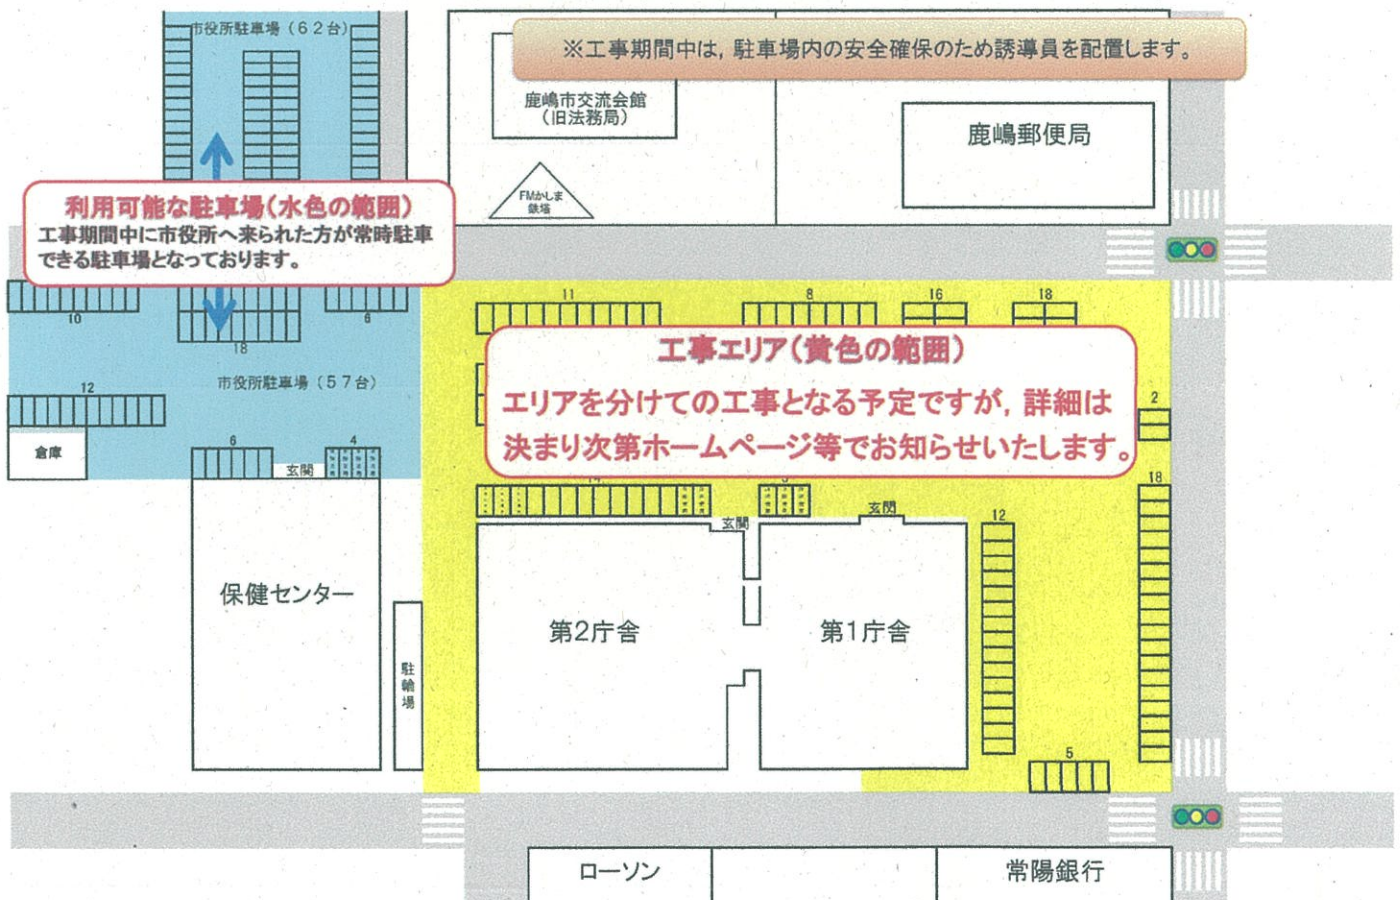 市役所駐車場（６２台）
※工事期間中は，駐車場内の安全確保のため誘導員を配置します。
鹿嶋市交流会館
（旧法務局）
鹿嶋郵便局
FMかしま
鉄塔
利用可能な駐車場（水色の範囲）
工事期間中に市役所へ来られた方が常時駐車
できる駐車場となっております。
10
18
6
11
8
16
18
工事エリア（黄色の範囲）
エリアを分けての工事となる予定ですが，詳細は
決まり次第ホームページ等でお知らせいたします。
市役所駐車場（５７台）
12
2
倉庫
6
玄関
4
18
玄関
玄関
12
保健センター
第2庁舎
第1庁舎
駐輪場
5
ローソン
常陽銀行